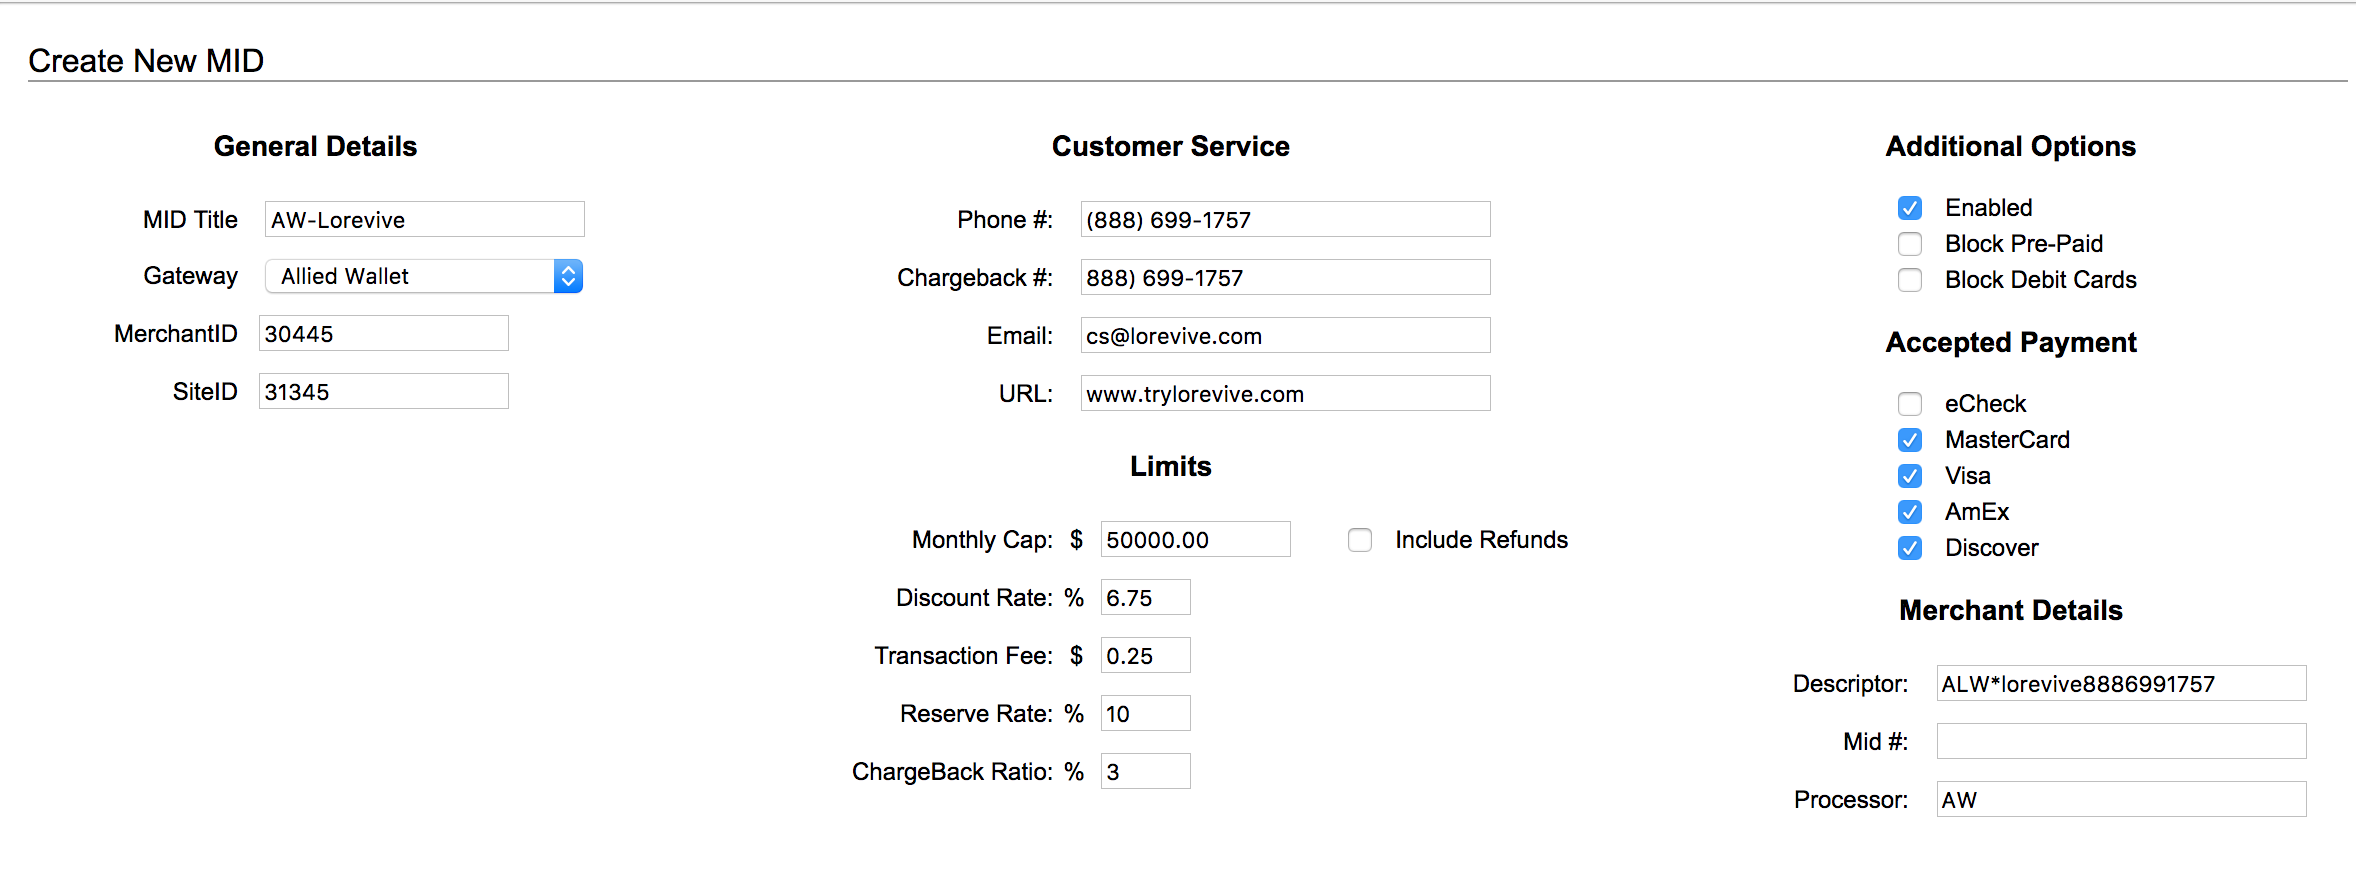 Create New MID
General Details
MID Title AW-Lorevive
Gateway Allied Wallet
MerchantID 30445
SiteID 31345
Customer Service
Phone #: (888) 699-1757
Chargeback #: 888) 699-1757
Email: cs@lorevive.com
URL: www.trylorevive.com
Limits
Monthly Cap: $ 50000.00 Include Refunds
Discount Rate: % 6.75
Transaction Fee: $ 0.25
Reserve Rate: % 10
ChargeBack Ratio: % 3
Additional Options
Enabled
Block Pre-Paid
Block Debit Cards
Accepted Payment
eCheck
MasterCard
Visa
AmEx
Discover
Merchant Details
Descriptor: ALW*lorevive8886991757
Mid #:
Processor: AW